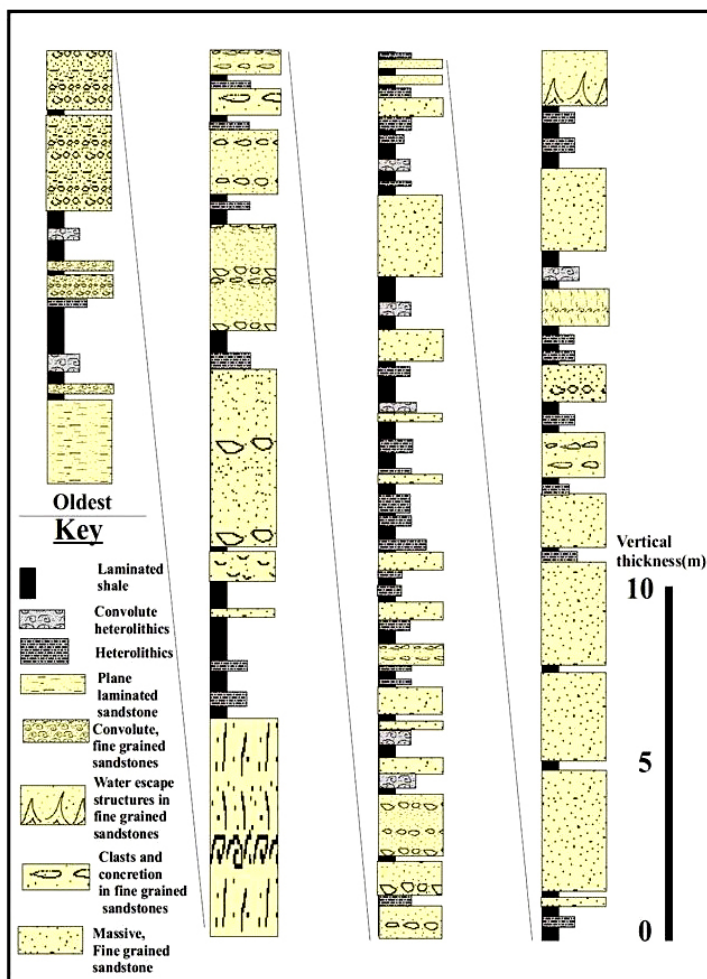 Oldest
Key
Laminated
shale
Convolute
heterolithics
Heterolithics
Plane
laminated
sandstone
Convolute,
fine grained
sandstones
Water escape
structures in
fine grained
sandstones
Clasts and
concretion
in fine grained
sandstones
Massive,
Fine grained
sandstone
Vertical
thickness(m)
10
5
0